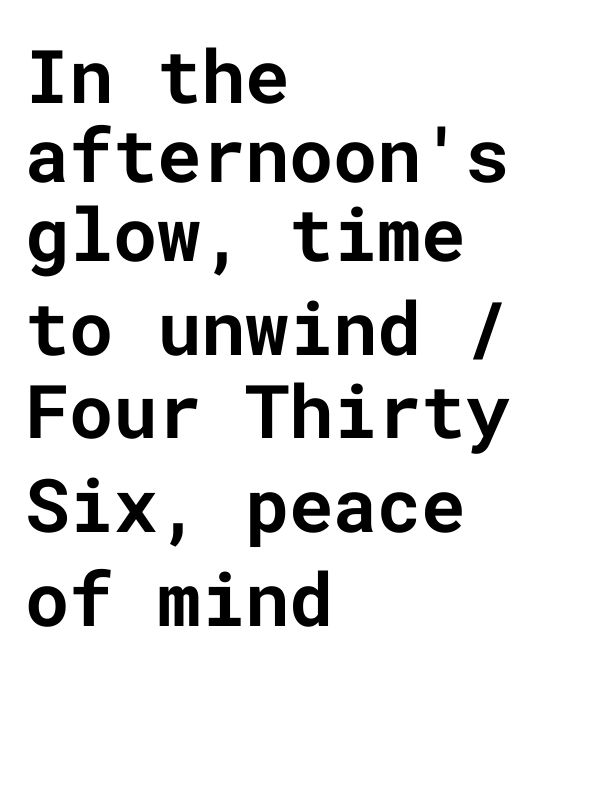 In the
afternoon's
glow, time
to unwind /
Four Thirty
Six, peace
of mind